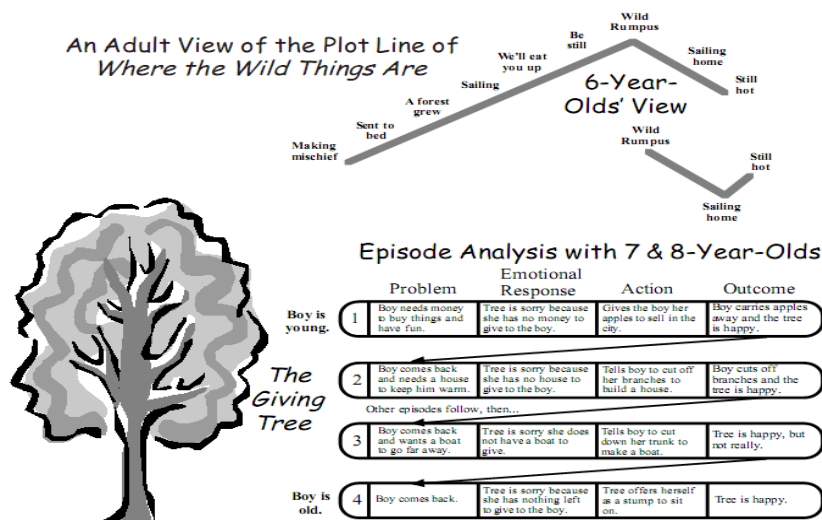 An Adult View of the Plot Line of
Where the Wild Things Are
Making
mischief
Sent to
bed
A forest
grew
Sailing
We'll eat
you up
Be
still
Wild
Rumpus
Sailing
home
Still
hot
6-Year-
Olds' View
Wild
Rumpus
Sailing
home
Still
hot
Episode Analysis with 7 & 8-Year-Olds
Problem
Emotional
Response
Action
Outcome
The
Giving
Tree
Boy is
young.
1
Boy needs money
to buy things and
have fun.
Tree is sorry because
she has no money to
give to the boy.
Gives the boy her
apples to sell in the
city.
Boy carries apples
away and the tree
is happy.
2
Boy comes back
and needs a house
to keep him warm.
Tree is sorry because
she has no house to
give to the boy.
Tells boy to cut off
her branches to
build a house.
Boy cuts off
branches and the
tree is happy.
Other episodes follow, then...
3
Boy comes back
and wants a boat
to go far away.
Tree is sorry she does
not have a boat to
give.
Tells boy to cut
down her trunk to
make a boat.
Tree is happy, but
not really.
Boy is
old.
4
Boy comes back.
Tree is sorry because
she has nothing left
to give to the boy.
Tree offers herself
as a stump to sit
on.
Tree is happy.